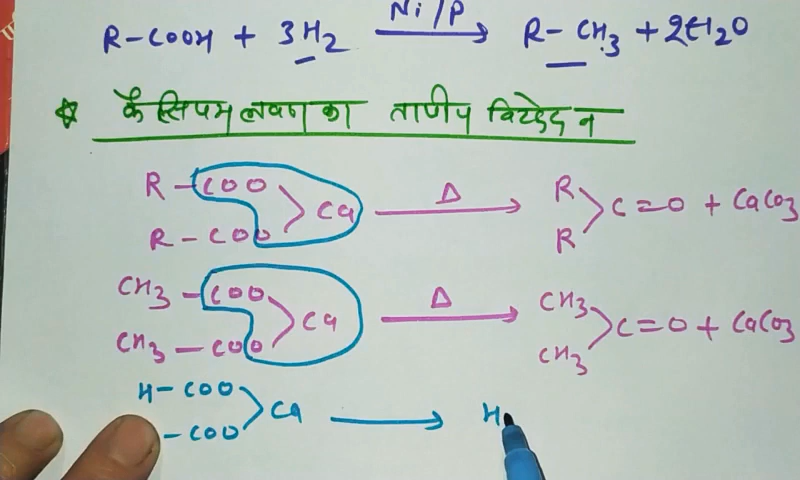 R-COOH + 3H2 Ni/P R-CH3 + 2H2O
कैल्सियम लवण का तापीय विच्छेदन
R-COO
R-COO > Ca Δ R R > C=O + CaCO3
CH3-COO
CH3-COO > Ca Δ CH3 CH3 > C=O + CaCO3
H-COO
-COO > Ca H